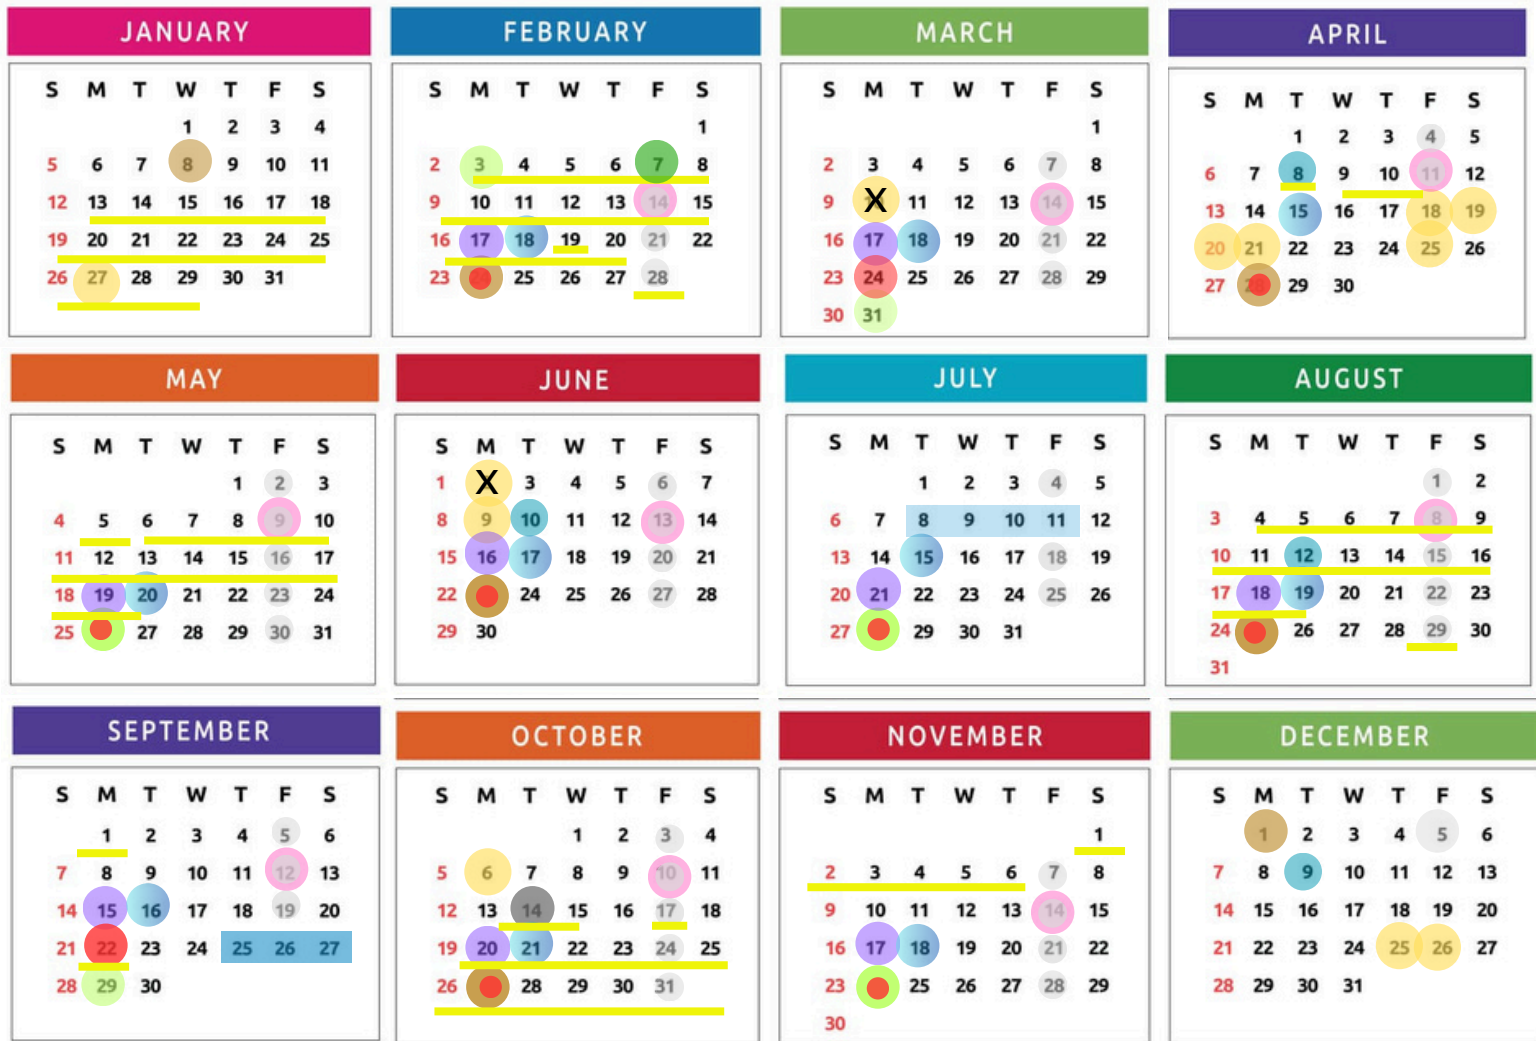 JANUARY
S M T W T F S
1 2 3 4
5 6 7 8 9 10 11
12 13 14 15 16 17 18
19 20 21 22 23 24 25
26 27 28 29 30 31
FEBRUARY
S M T W T F S
1
2 3 4 5 6 7 8
9 10 11 12 13 14 15
16 17 18 19 20 21 22
23 25 26 27 28
MARCH
S M T W T F S
1
2 3 4 5 6 7 8
9 X 11 12 13 14 15
16 17 18 19 20 21 22
23 24 25 26 27 28 29
30 31
APRIL
S M T W T F S
1 2 3 4 5
6 7 8 9 10 11 12
13 14 15 16 17 18 19
20 21 22 23 24 25 26
27 29 30
MAY
S M T W T F S
1 2 3
4 5 6 7 8 9 10
11 12 13 14 15 16 17
18 19 20 21 22 23 24
25 27 28 29 30 31
JUNE
S M T W T F S
1 X 3 4 5 6 7
8 9 10 11 12 13 14
15 16 17 18 19 20 21
22 24 25 26 27 28
29 30
JULY
S M T W T F S
1 2 3 4 5
6 7 8 9 10 11 12
13 14 15 16 17 18 19
20 21 22 23 24 25 26
27 29 30 31
AUGUST
S M T W T F S
1 2
3 4 5 6 7 8 9
10 11 12 13 14 15 16
17 18 19 20 21 22 23
24 26 27 28 29 30
31
SEPTEMBER
S M T W T F S
1 2 3 4 5 6
7 8 9 10 11 12 13
14 15 16 17 18 19 20
21 22 23 24 25 26 27
28 29 30
OCTOBER
S M T W T F S
1 2 3 4
5 6 7 8 9 10 11
12 13 14 15 16 17 18
19 20 21 22 23 24 25
26 28 29 30 31
NOVEMBER
S M T W T F S
1
2 3 4 5 6 7 8
9 10 11 12 13 14 15
16 17 18 19 20 21 22
23 25 26 27 28 29
30
DECEMBER
S M T W T F S
1 2 3 4 5 6
7 8 9 10 11 12 13
14 15 16 17 18 19 20
21 22 23 24 25 26 27
28 29 30 31